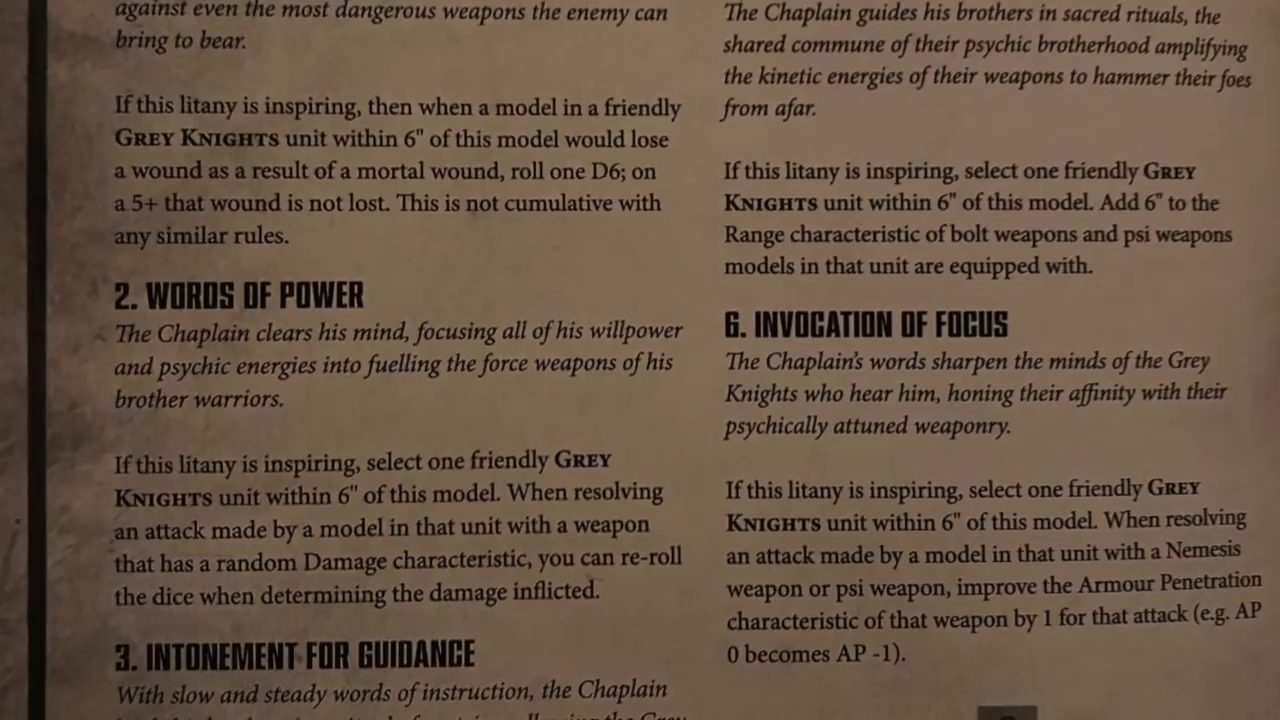 against even the most dangerous weapons the enemy can
bring to bear.
If this litany is inspiring, then when a model in a friendly
GREY KNIGHTS unit within 6" of this model would lose
a wound as a result of a mortal wound, roll one D6; on
a 5+ that wound is not lost. This is not cumulative with
any similar rules.
2. WORDS OF POWER
The Chaplain clears his mind, focusing all of his willpower
and psychic energies into fuelling the force weapons of his
brother warriors.
If this litany is inspiring, select one friendly GREY
KNIGHTS unit within 6" of this model. When resolving
an attack made by a model in that unit with a weapon
that has a random Damage characteristic, you can re-roll
the dice when determining the damage inflicted.
3. INTONEMENT FOR GUIDANCE
With slow and steady words of instruction, the Chaplain
the Grey
The Chaplain guides his brothers in sacred rituals, the
shared commune of their psychic brotherhood amplifying
the kinetic energies of their weapons to hammer their foes
from afar.
If this litany is inspiring, select one friendly GREY
KNIGHTS unit within 6" of this model. Add 6" to the
Range characteristic of bolt weapons and psi weapons
models in that unit are equipped with.
6. INVOCATION OF FOCUS
The Chaplain's words sharpen the minds of the Grey
Knights who hear him, honing their affinity with their
psychically attuned weaponry.
If this litany is inspiring, select one friendly GREY
KNIGHTS unit within 6" of this model. When resolving
an attack made by a model in that unit with a Nemesis
weapon or psi weapon, improve the Armour Penetration
characteristic of that weapon by 1 for that attack (e.g. AP
0 becomes AP -1).